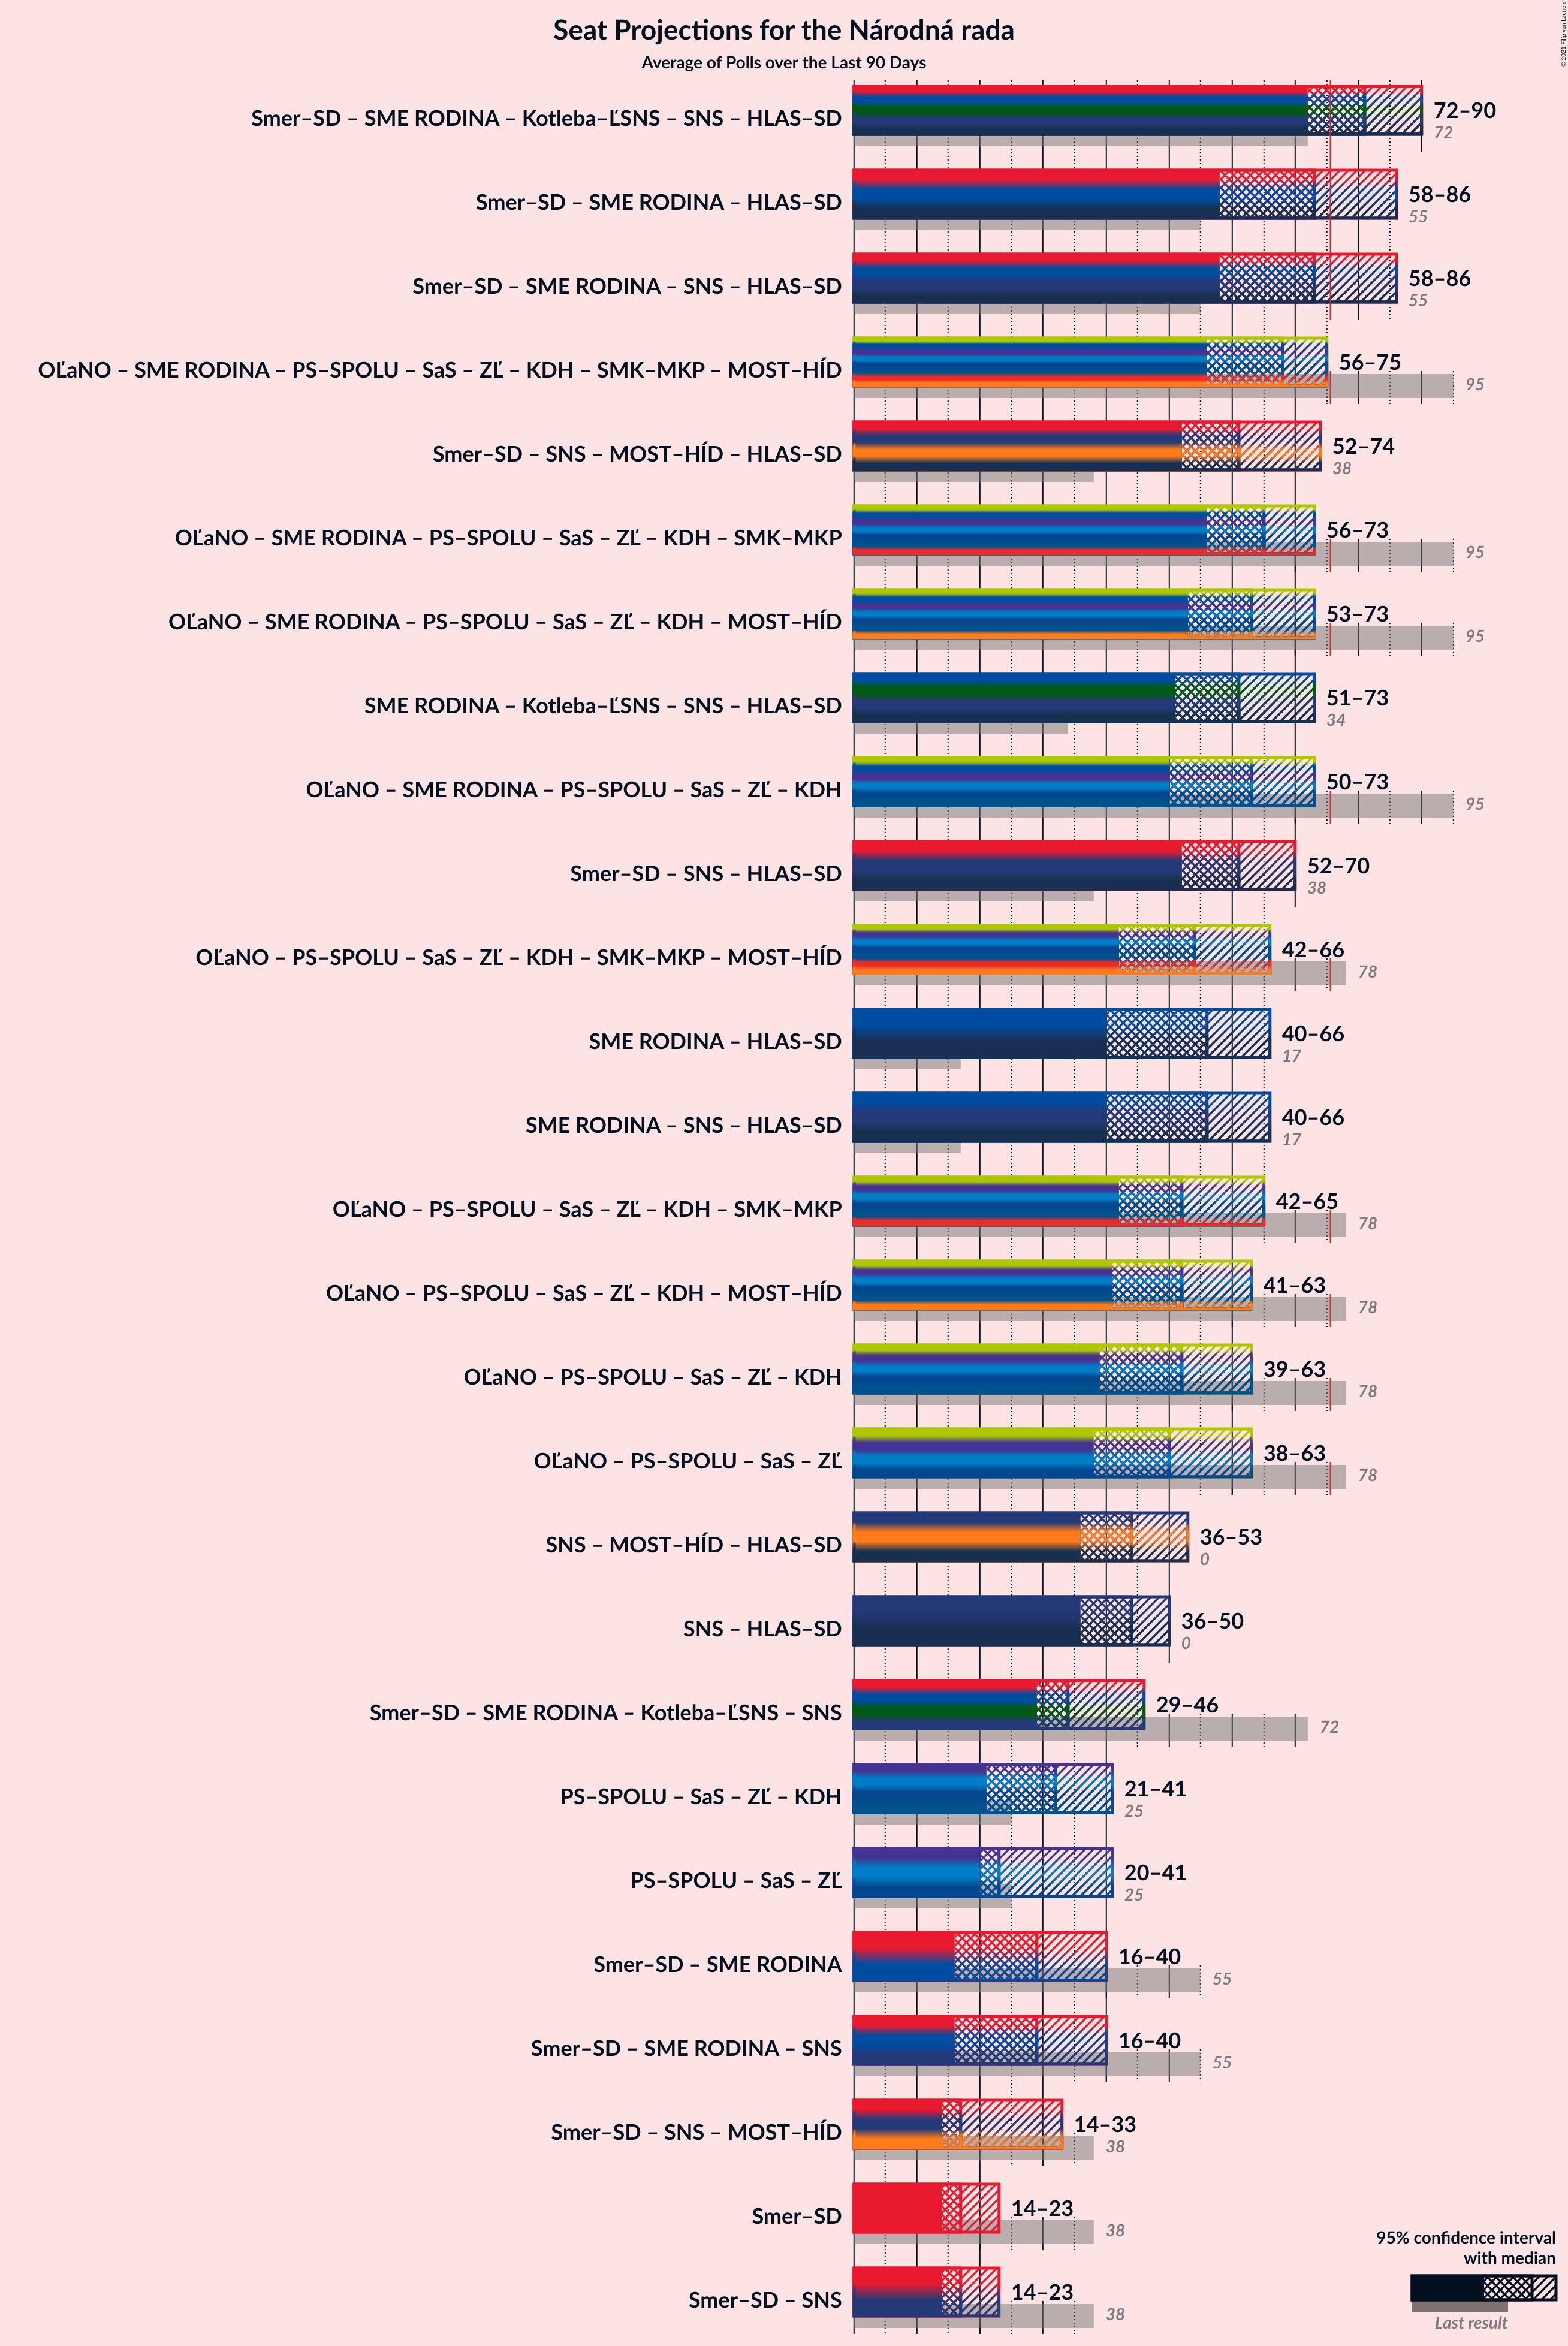 Seat Projections for the Národná rada
Average of Polls over the Last 90 Days
© 2021 Filip van Laenen
Smer–SD – SME RODINA – Kotleba–ĽSNS – SNS – HLAS–SD
72–90
72
Smer–SD – SME RODINA – HLAS–SD
58–86
55
Smer–SD – SME RODINA – SNS – HLAS–SD
58–86
55
OĽaNO – SME RODINA – PS–SPOLU – SaS – ZĽ – KDH – SMK–MKP – MOST–HÍD
56–75
95
Smer–SD – SNS – MOST–HÍD – HLAS–SD
52–74
38
OĽaNO – SME RODINA – PS–SPOLU – SaS – ZĽ – KDH – SMK–MKP
56–73
95
OĽaNO – SME RODINA – PS–SPOLU – SaS – ZĽ – KDH – MOST–HÍD
53–73
95
SME RODINA – Kotleba–ĽSNS – SNS – HLAS–SD
51–73
34
OĽaNO – SME RODINA – PS–SPOLU – SaS – ZĽ – KDH
50–73
95
Smer–SD – SNS – HLAS–SD
52–70
38
OĽaNO – PS–SPOLU – SaS – ZĽ – KDH – SMK–MKP – MOST–HÍD
42–66
78
SME RODINA – HLAS–SD
40–66
17
SME RODINA – SNS – HLAS–SD
40–66
17
OĽaNO – PS–SPOLU – SaS – ZĽ – KDH – SMK–MKP
42–65
78
OĽaNO – PS–SPOLU – SaS – ZĽ – KDH – MOST–HÍD
41–63
78
OĽaNO – PS–SPOLU – SaS – ZĽ – KDH
39–63
78
OĽaNO – PS–SPOLU – SaS – ZĽ
38–63
78
SNS – MOST–HÍD – HLAS–SD
36–53
0
SNS – HLAS–SD
36–50
0
Smer–SD – SME RODINA – Kotleba–ĽSNS – SNS
29–46
72
PS–SPOLU – SaS – ZĽ – KDH
21–41
25
PS–SPOLU – SaS – ZĽ
20–41
25
Smer–SD – SME RODINA
16–40
55
Smer–SD – SME RODINA – SNS
16–40
55
Smer–SD – SNS – MOST–HÍD
14–33
38
Smer–SD
14–23
38
Smer–SD – SNS
14–23
38
95% confidence interval
with median
Last result